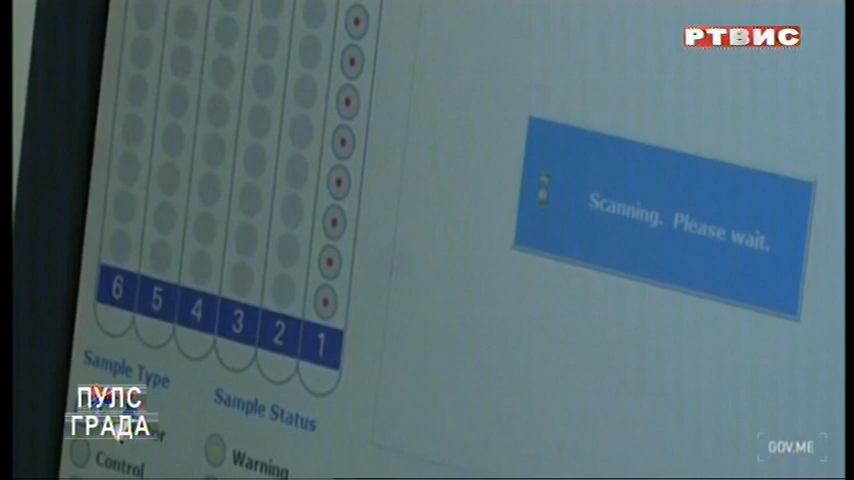 РТВИС
Scanning. Please wait.
6 5 4 3 2 1
Sample Type
Sample Status
Control
Warning
ПУЛС
ГРАДА
GOV.ME